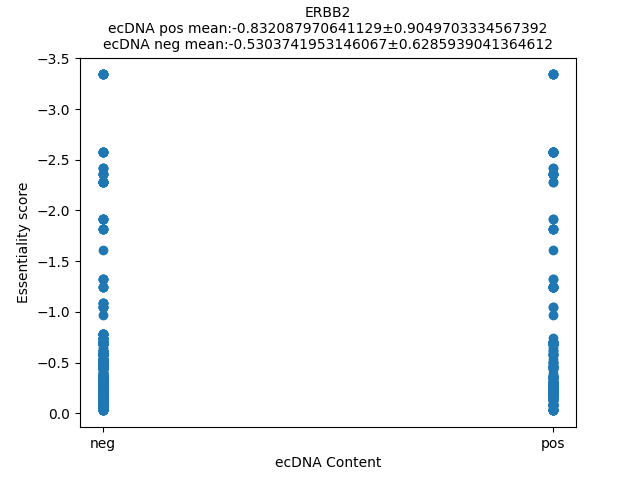 ERBB2
ecDNA pos mean:-0.832087970641129±0.9049703334567392
ecDNA neg mean:-0.5303741953146067±0.6285939041364612
−3.5
−3.0
−2.5
−2.0
−1.5
−1.0
−0.5
0.0
Essentiality score
neg
pos
ecDNA Content